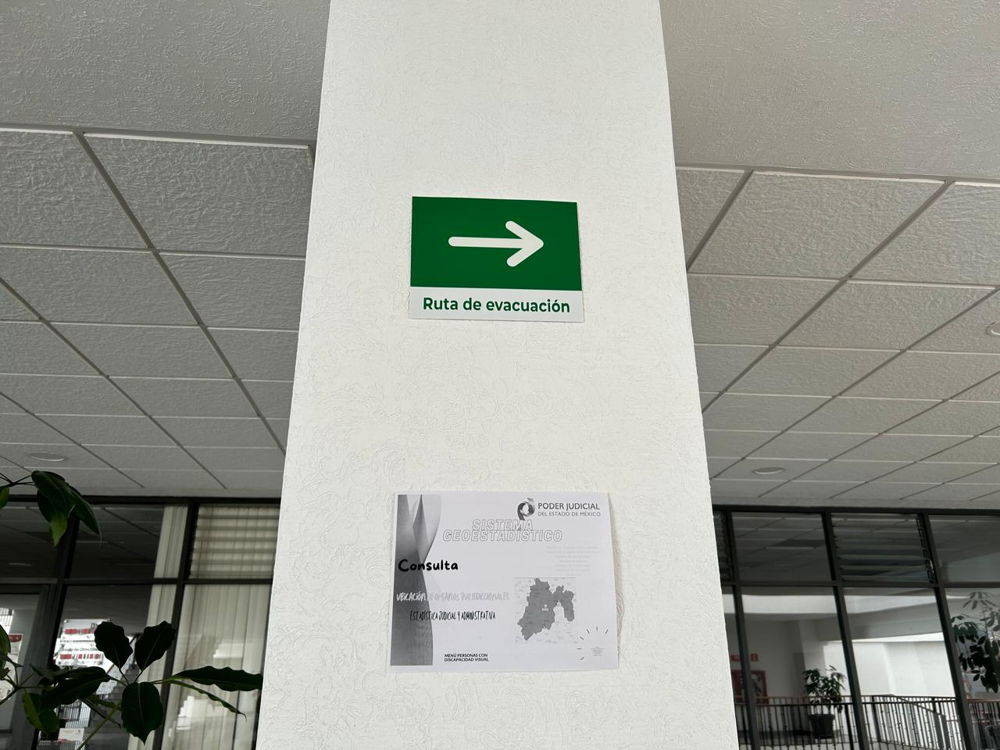 Ruta de evacuación
PODER JUDICIAL
DEL ESTADO DE MÉXICO
SISTEMA
GEOESTADÍSTICO
Consulta
UBICACIÓN DE ÓRGANOS JURISDICCIONALES
ESTADÍSTICA JUDICIAL Y ADMINISTRATIVA
MENÚ PERSONAS CON
DISCAPACIDAD VISUAL